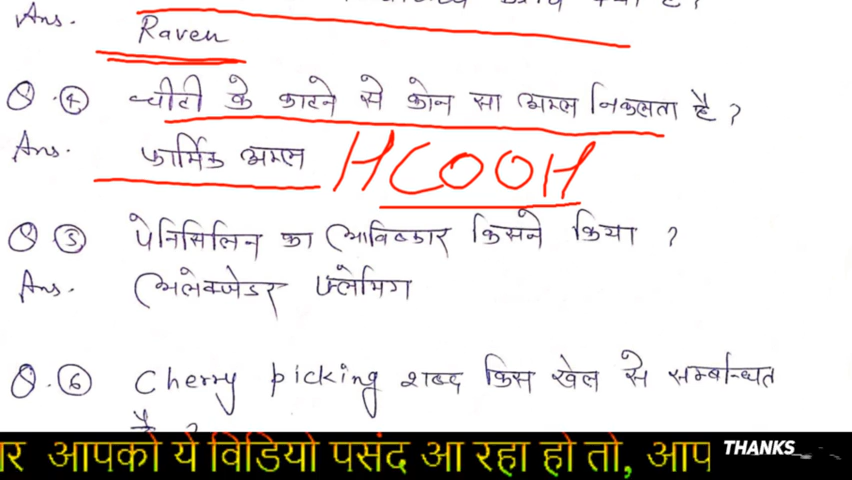 Ans. Raven
Q.④ चींटी के काटने से कौन सा अम्ल निकलता है ?
Ans. फार्मिक अम्ल HCOOH
Q ⑤ पेनिसिलिन का आविष्कार किसने किया ?
Ans. अलेक्जेडर फ्लेमिंग
Q.⑥ Cherry picking शब्द किस खेल से सम्बन्धित
है ?
ार आपको ये विडियो पसंद आ रहा हो तो, आप THANKS